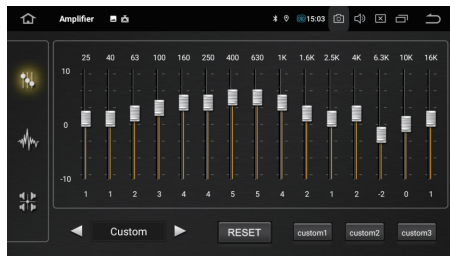 Amplifier 15:03
25 40 63 100 160 250 400 630 1K 1.6K 2.5K 4K 6.3K 10K 16K
10
0
-10
1 1 2 3 4 4 5 5 4 2 1 2 -2 0 1
Custom RESET custom1 custom2 custom3